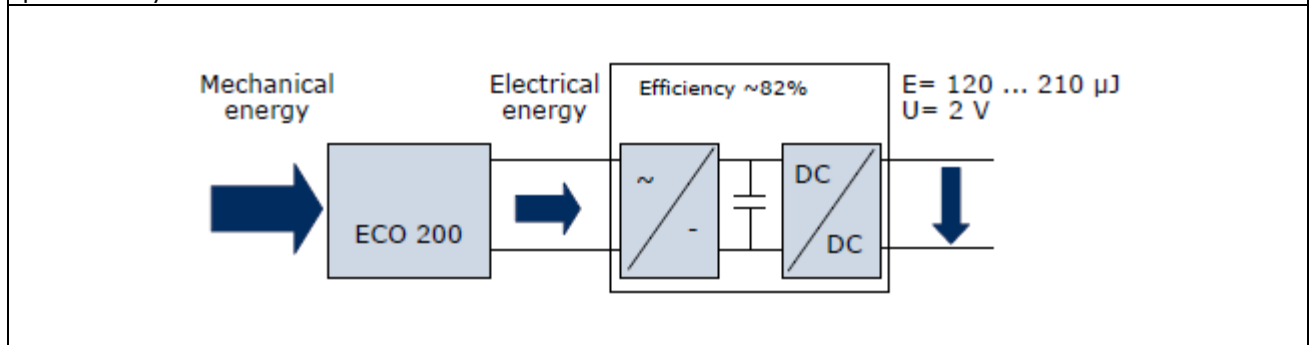 Mechanical
energy
Electrical
energy
Efficiency ~82%
E= 120 ... 210 µJ
U= 2 V
ECO 200
~
-
DC
DC